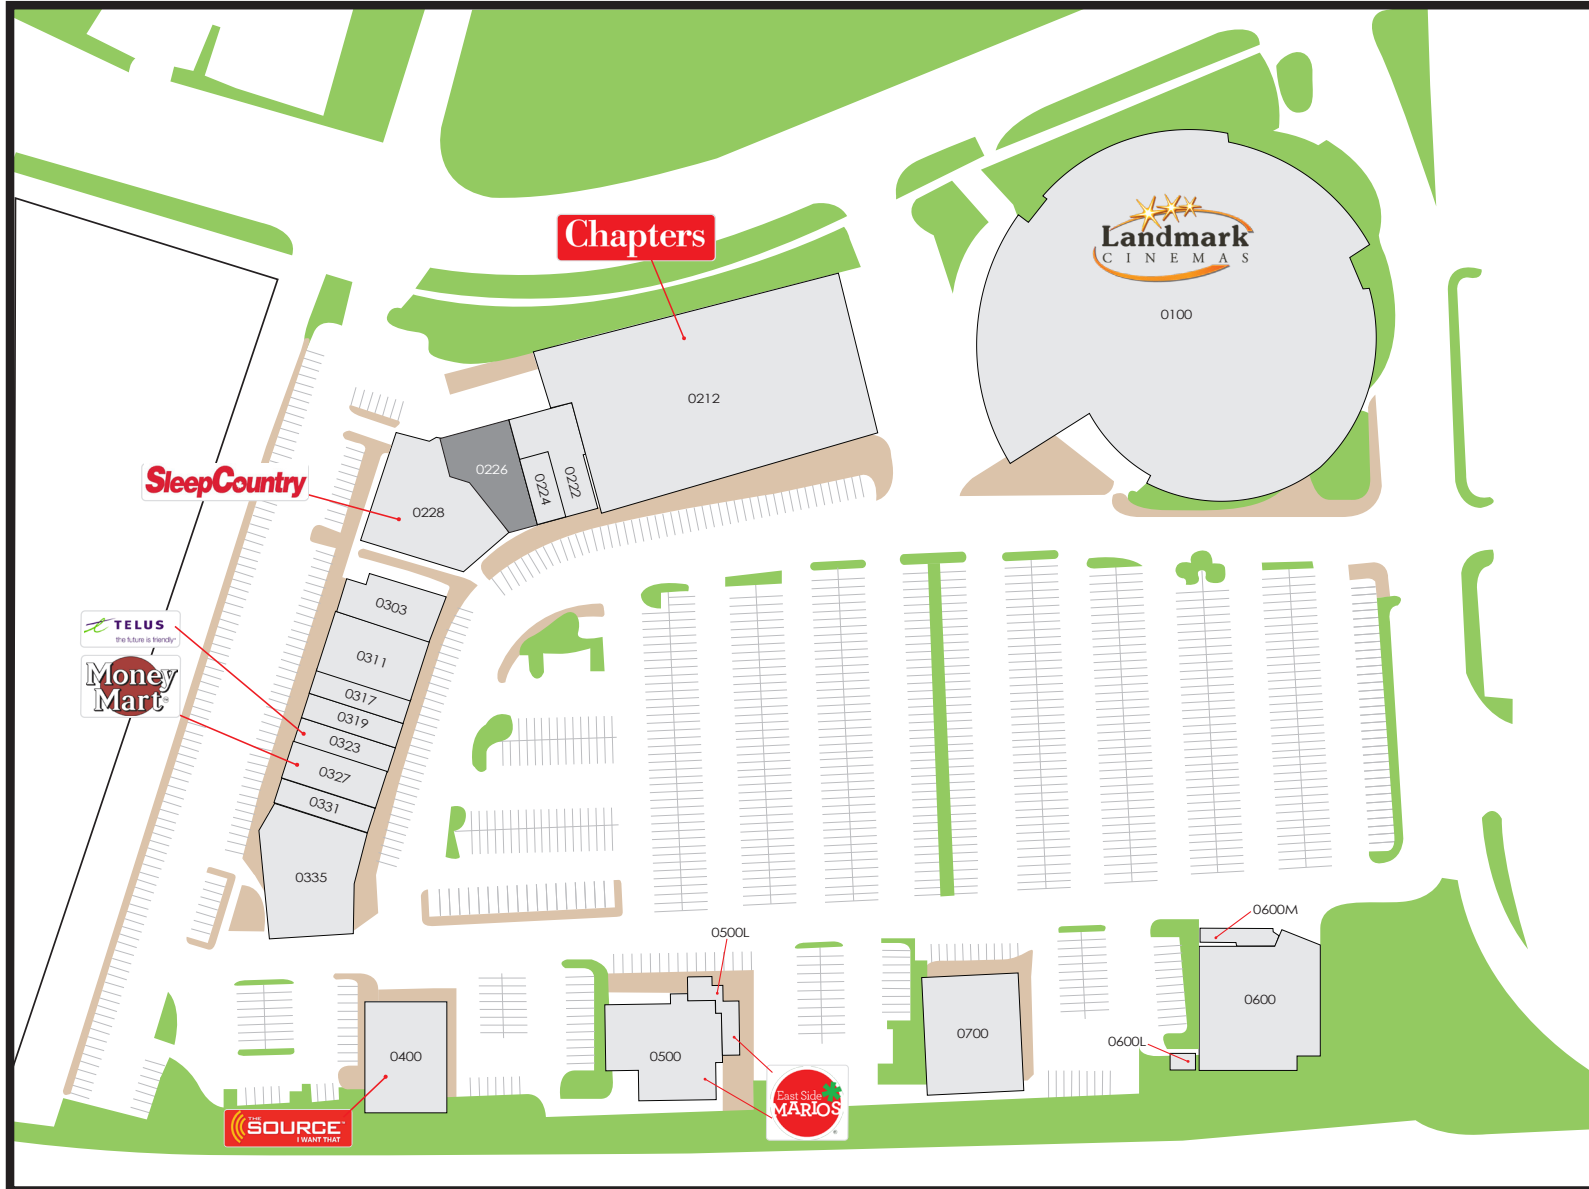 Chapters
Landmark
CINEMAS
0100
0212
0226
0222
0224
SleepCountry
0228
0303
TELUS
the future is friendly®
0311
Money
Mart
0317
0319
0323
0327
0331
0335
0500L
0600M
0600
0700
0600L
0400
0500
East Side
MARIOS
THE
SOURCE
I WANT THAT